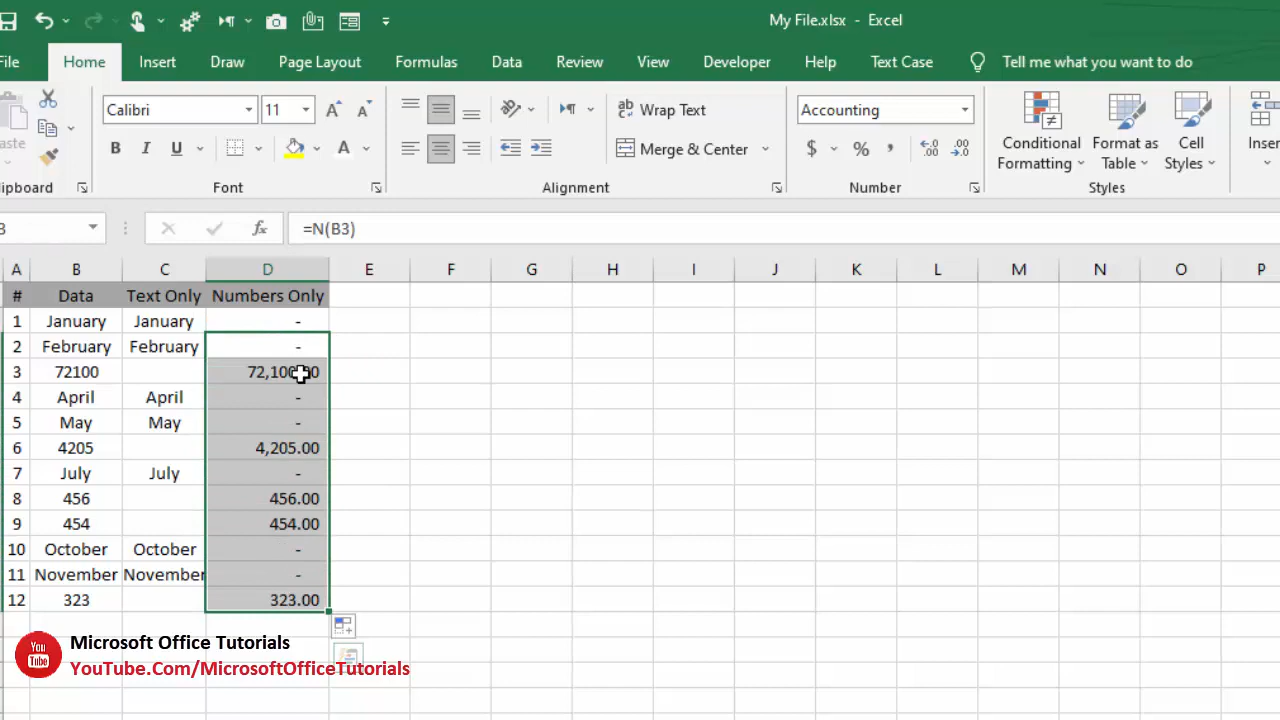 My File.xlsx - Excel
File Home Insert Draw Page Layout Formulas Data Review View Developer Help Text Case Tell me what you want to do
Calibri 11 Wrap Text Accounting
B I U A Merge & Center $ % , Conditional Formatting Format as Table Cell Styles
Font Alignment Number Styles
fx =N(B3)
A B C D E F G H I J K L M N O P
# Data Text Only Numbers Only
1 January January -
2 February February -
3 72100 72,100.00
4 April April -
5 May May -
6 4205 4,205.00
7 July July -
8 456 456.00
9 454 454.00
10 October October -
11 November November -
12 323 323.00
You Tube
Microsoft Office Tutorials
YouTube.Com/MicrosoftOfficeTutorials